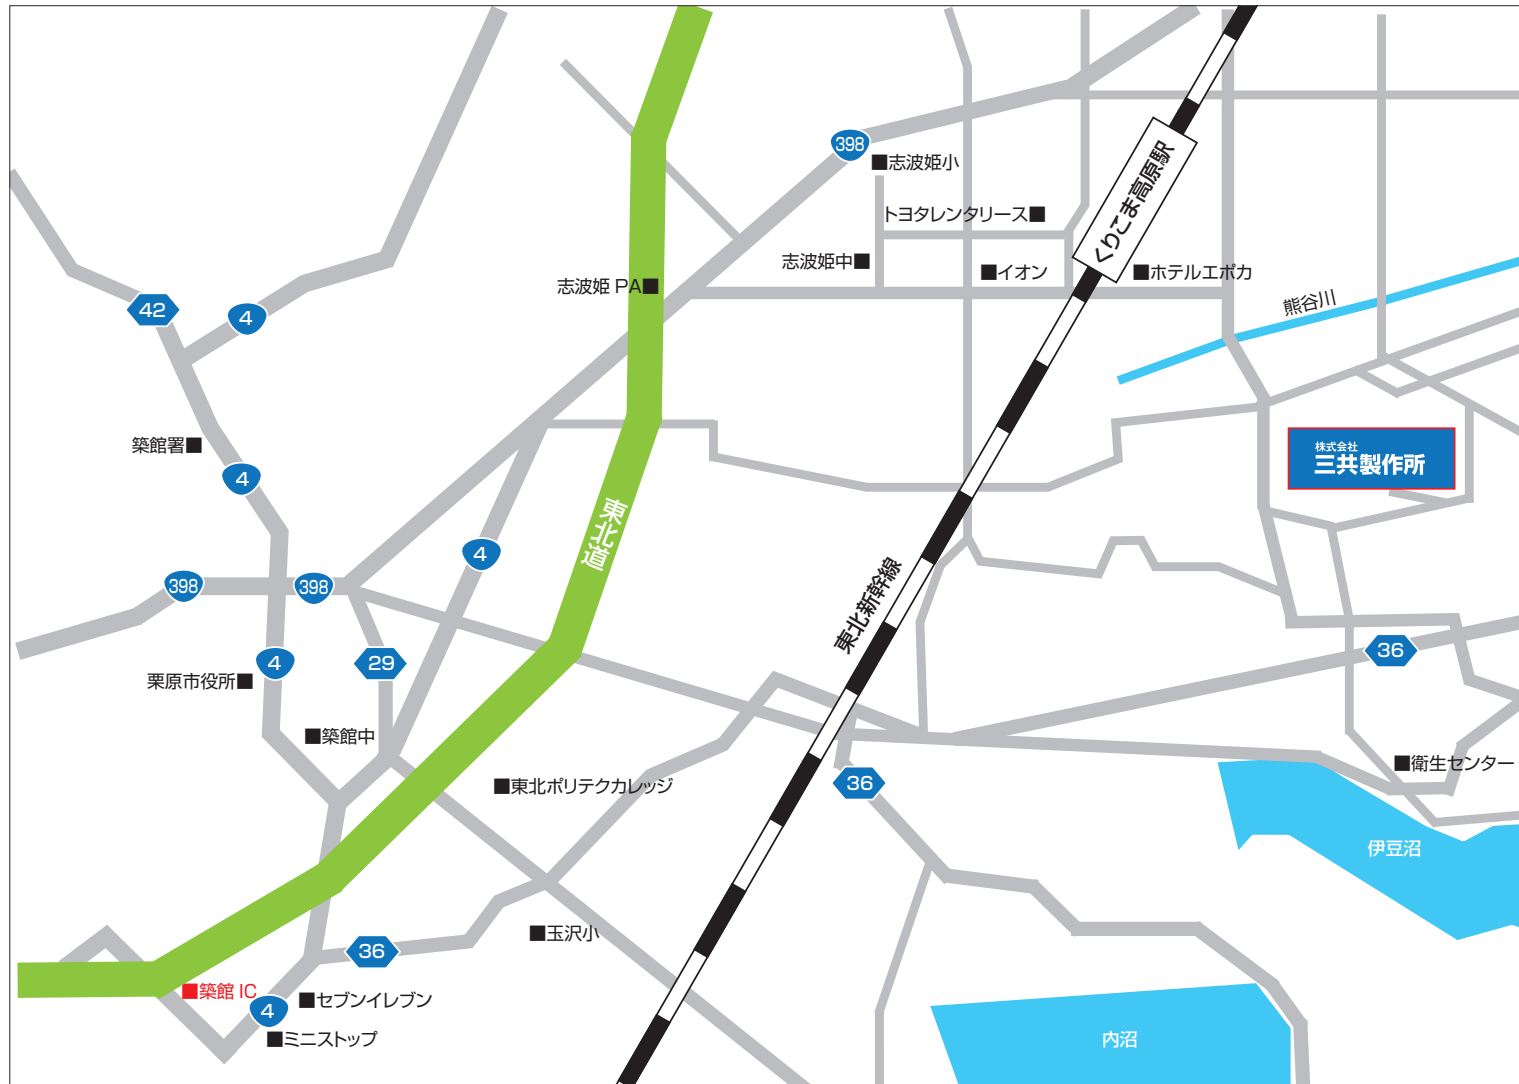 398
■志波姫小
トヨタレンタリース■
くりこま高原駅
志波姫中■
■イオン
■ホテルエポカ
志波姫 PA■
熊谷川
42
4
築館署■
4
株式会社
三共製作所
東北道
4
398
398
東北新幹線
4
29
36
栗原市役所■
■築館中
■衛生センター
■東北ポリテクカレッジ
36
伊豆沼
■玉沢小
36
■築館 IC
4
■セブンイレブン
■ミニストップ
内沼